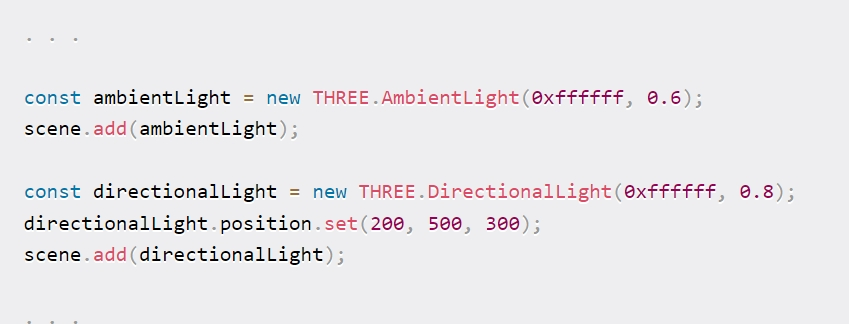 . . .
const ambientLight = new THREE.AmbientLight(0xffffff, 0.6);
scene.add(ambientLight);
const directionalLight = new THREE.DirectionalLight(0xffffff, 0.8);
directionalLight.position.set(200, 500, 300);
scene.add(directionalLight);
. . .